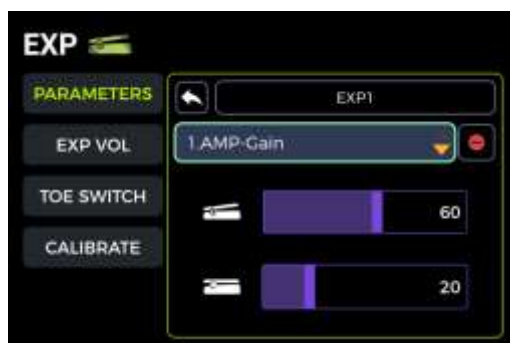 EXP
PARAMETERS
EXP1
EXP VOL
1.AMP-Gain
TOE SWITCH
60
CALIBRATE
20